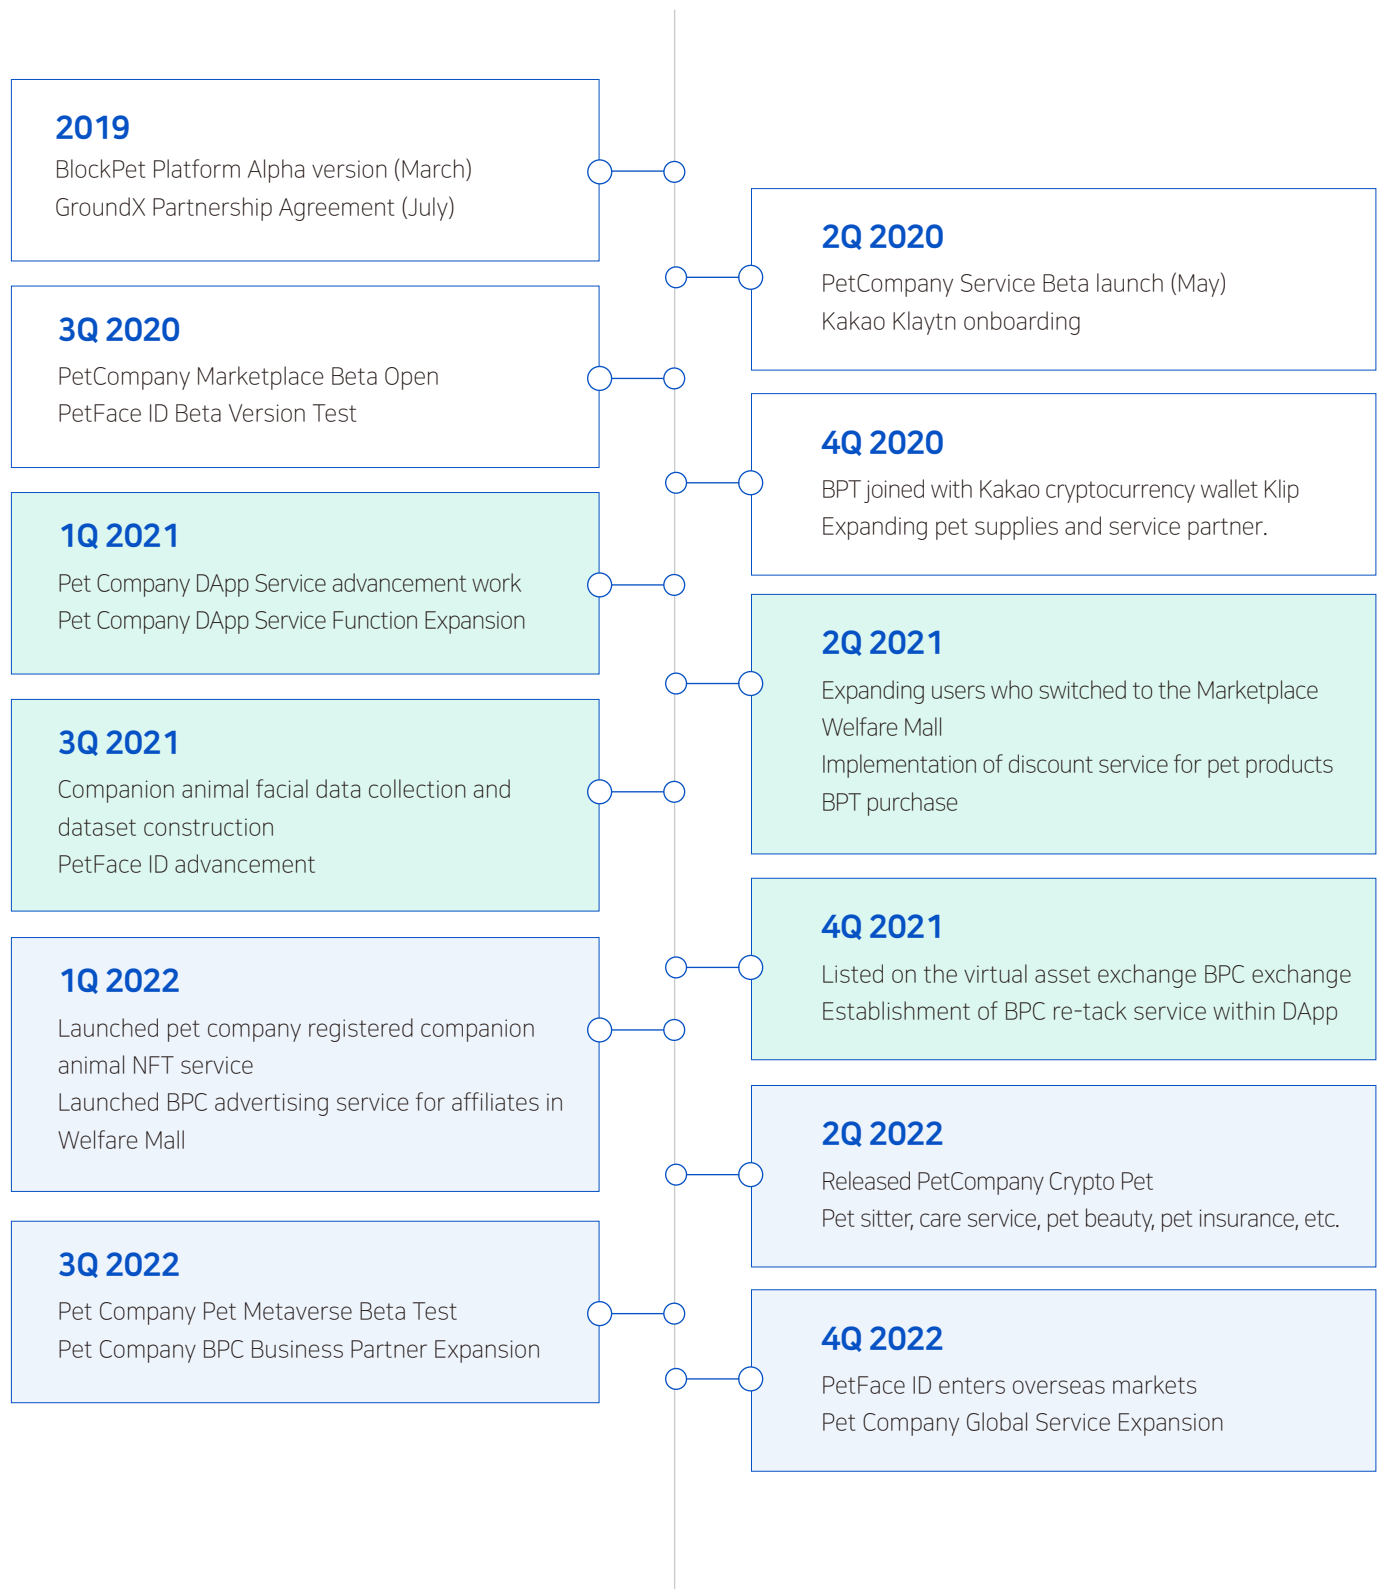 2019
BlockPet Platform Alpha version (March)
GroundX Partnership Agreement (July)
2Q 2020
PetCompany Service Beta launch (May)
Kakao Klaytn onboarding
3Q 2020
PetCompany Marketplace Beta Open
PetFace ID Beta Version Test
4Q 2020
BPT joined with Kakao cryptocurrency wallet Klip
Expanding pet supplies and service partner.
1Q 2021
Pet Company DApp Service advancement work
Pet Company DApp Service Function Expansion
2Q 2021
Expanding users who switched to the Marketplace
Welfare Mall
Implementation of discount service for pet products
BPT purchase
3Q 2021
Companion animal facial data collection and
dataset construction
PetFace ID advancement
4Q 2021
Listed on the virtual asset exchange BPC exchange
Establishment of BPC re-tack service within DApp
1Q 2022
Launched pet company registered companion
animal NFT service
Launched BPC advertising service for affiliates in
Welfare Mall
2Q 2022
Released PetCompany Crypto Pet
Pet sitter, care service, pet beauty, pet insurance, etc.
3Q 2022
Pet Company Pet Metaverse Beta Test
Pet Company BPC Business Partner Expansion
4Q 2022
PetFace ID enters overseas markets
Pet Company Global Service Expansion